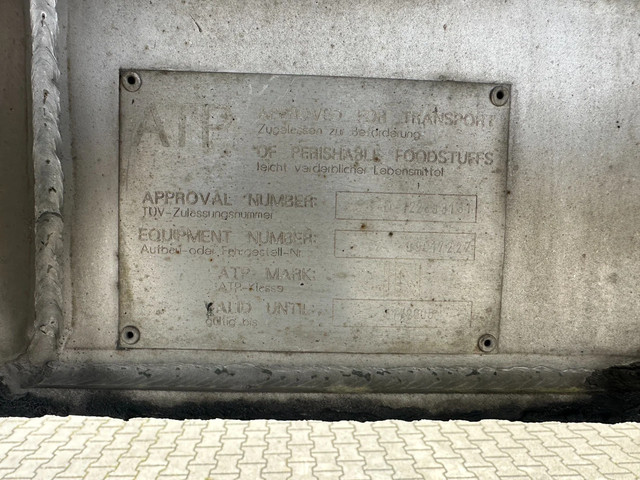 ATP
APPROVED FOR TRANSPORT
Zugelassen zur Beförderung
OF PERISHABLE FOODSTUFFS
leicht verderblicher Lebensmittel
APPROVAL NUMBER:
TÜV-Zulassungsnummer
EQUIPMENT NUMBER:
Aufbau-oder Fahrgestell-Nr
ATP MARK:
ATP-Klasse
VALID UNTIL:
gültig bis